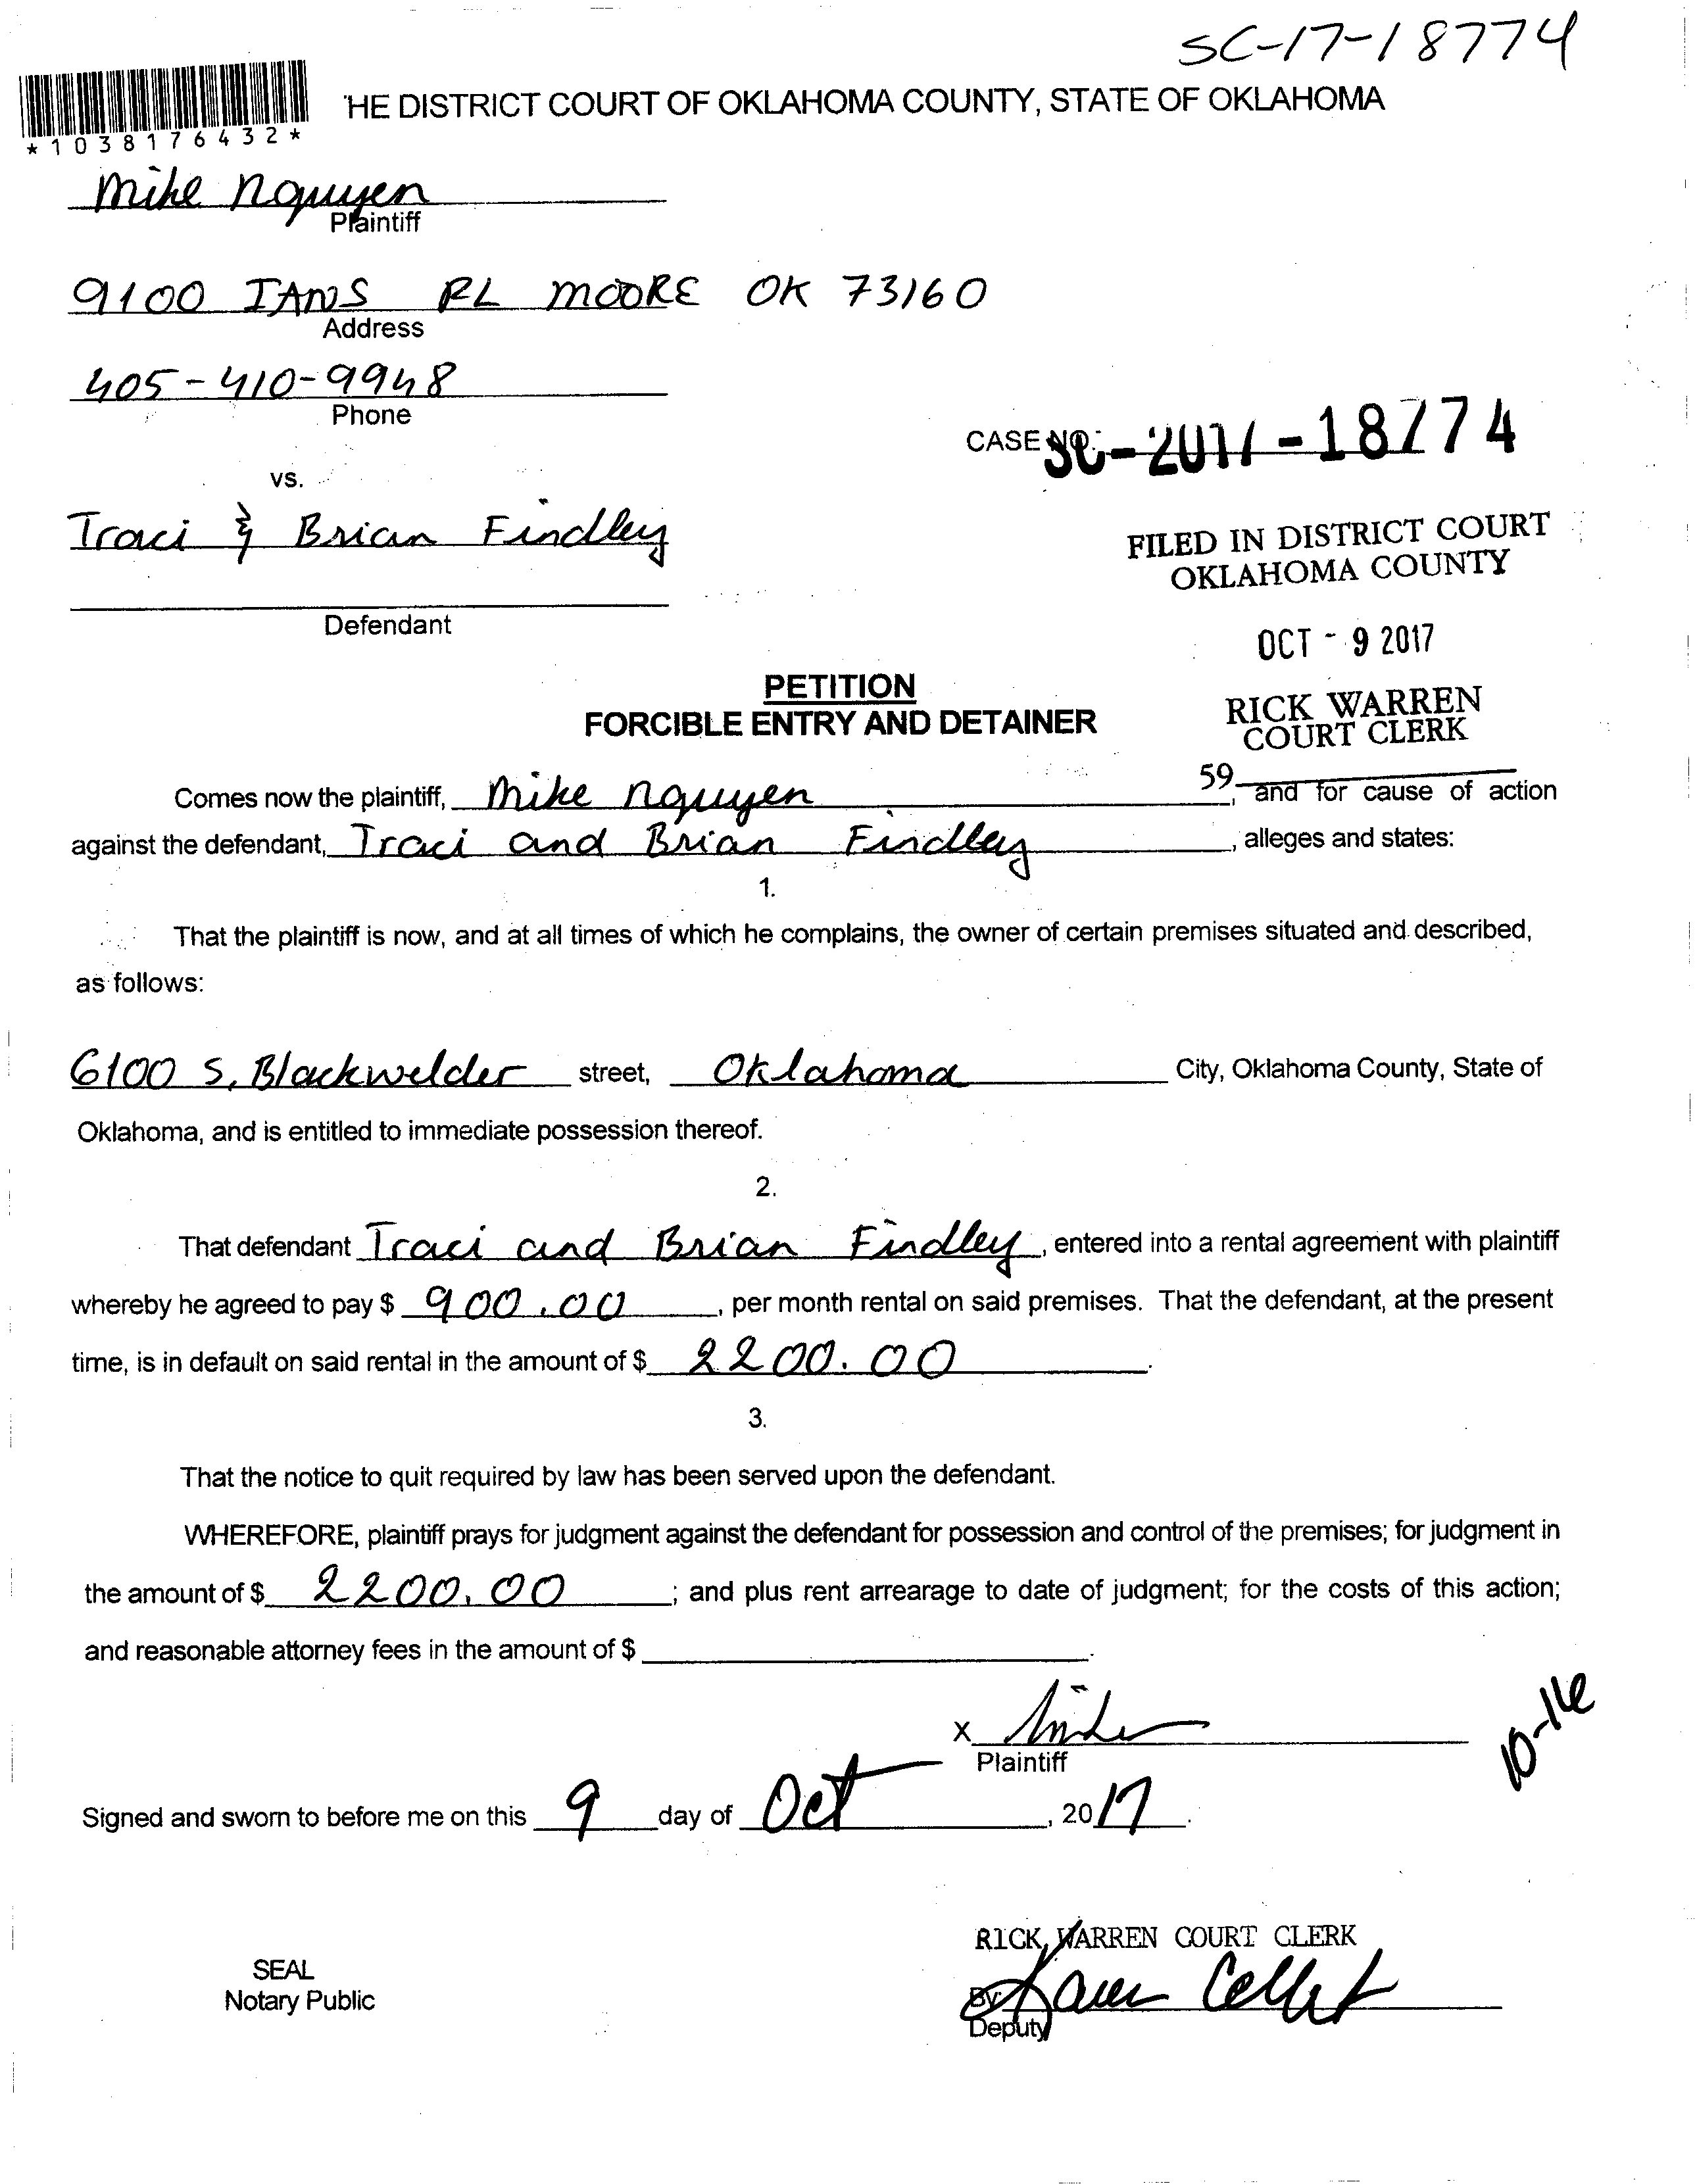 SC-17-18774
*1038176432*
HE DISTRICT COURT OF OKLAHOMA COUNTY, STATE OF OKLAHOMA
Mike Nguyen
Plaintiff
9100 IANS PL MOORE OK 73160
Address
405-410-9948
Phone
CASE NO. SC-2017-18774
vs.
Traci & Brian Findley
Defendant
FILED IN DISTRICT COURT
OKLAHOMA COUNTY
OCT - 9 2017
RICK WARREN
COURT CLERK
59
PETITION
FORCIBLE ENTRY AND DETAINER
Comes now the plaintiff, Mike Nguyen, and for cause of action
against the defendant, Traci and Brian Findley, alleges and states:
1.
That the plaintiff is now, and at all times of which he complains, the owner of certain premises situated and described,
as follows:
6100 S. Blackwelder street, Oklahoma City, Oklahoma County, State of
Oklahoma, and is entitled to immediate possession thereof.
2.
That defendant Traci and Brian Findley, entered into a rental agreement with plaintiff
whereby he agreed to pay $ 900.00, per month rental on said premises. That the defendant, at the present
time, is in default on said rental in the amount of $ 2200.00.
3.
That the notice to quit required by law has been served upon the defendant.
WHEREFORE, plaintiff prays for judgment against the defendant for possession and control of the premises; for judgment in
the amount of $ 2200.00; and plus rent arrearage to date of judgment; for the costs of this action;
and reasonable attorney fees in the amount of $ .
X Mike
Plaintiff
10-16
Signed and sworn to before me on this 9 day of Oct, 2017.
RICK WARREN COURT CLERK
SEAL
Notary Public
By Karen
Deputy